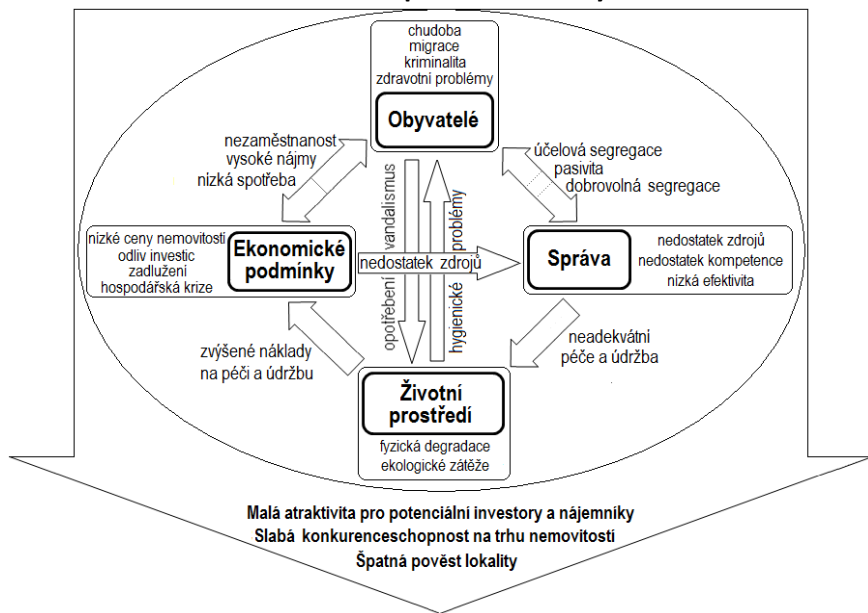 chudoba
migrace
kriminalita
zdravotni problémy
Obyvatelé
nezaměstnanost
vysoké nájmy
nízká spotřeba
účelová segregace
pasivita
dobrovolná segregace
opotřebení vandalismus
hygienické problémy
nízké ceny nemovitostí
odliv investic
zadlužení
hospodářská krize
Ekonomické
podmínky
nedostatek zdrojů
Správa
nedostatek zdrojů
nedostatek kompetence
nízká efektivita
zvýšené náklady
na péči a údržbu
neadekvátní
péče a údržba
Životní
prostředí
fyzická degradace
ekologické zátěže
Malá atraktivita pro potenciální investory a nájemníky
Slabá konkurenceschopnost na trhu nemovitostí
Špatná pověst lokality